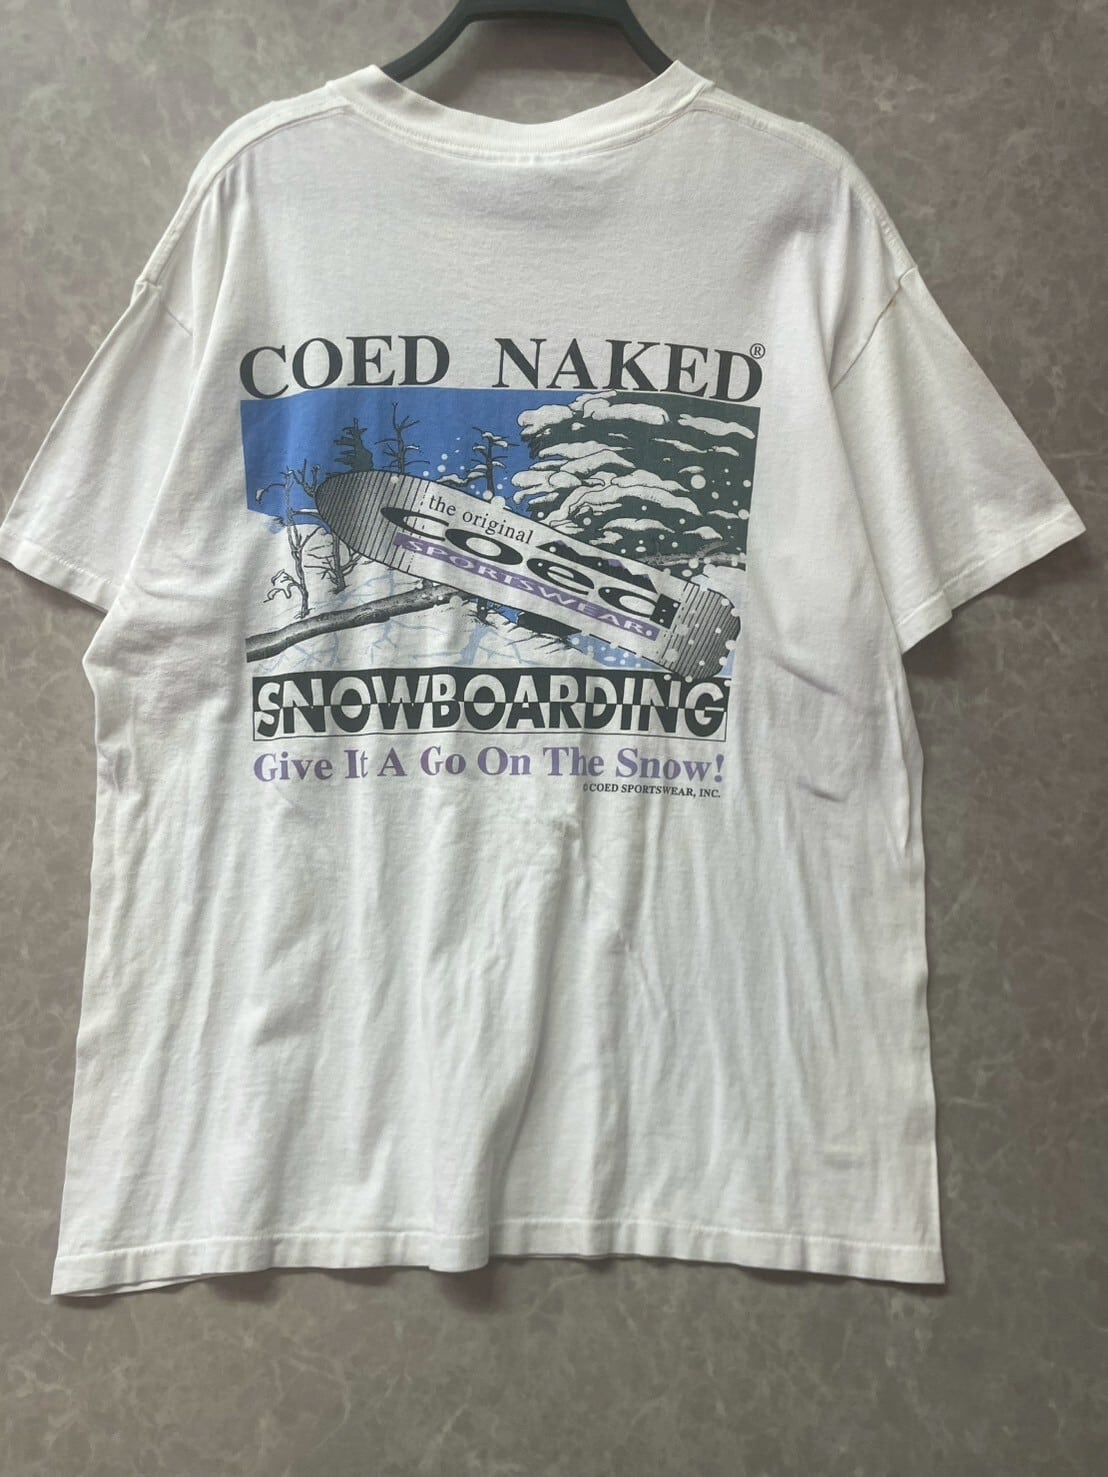 COED NAKED®
the original
coed
SPORTSWEAR
SNOWBOARDING
Give It A Go On The Snow!
© COED SPORTSWEAR, INC.